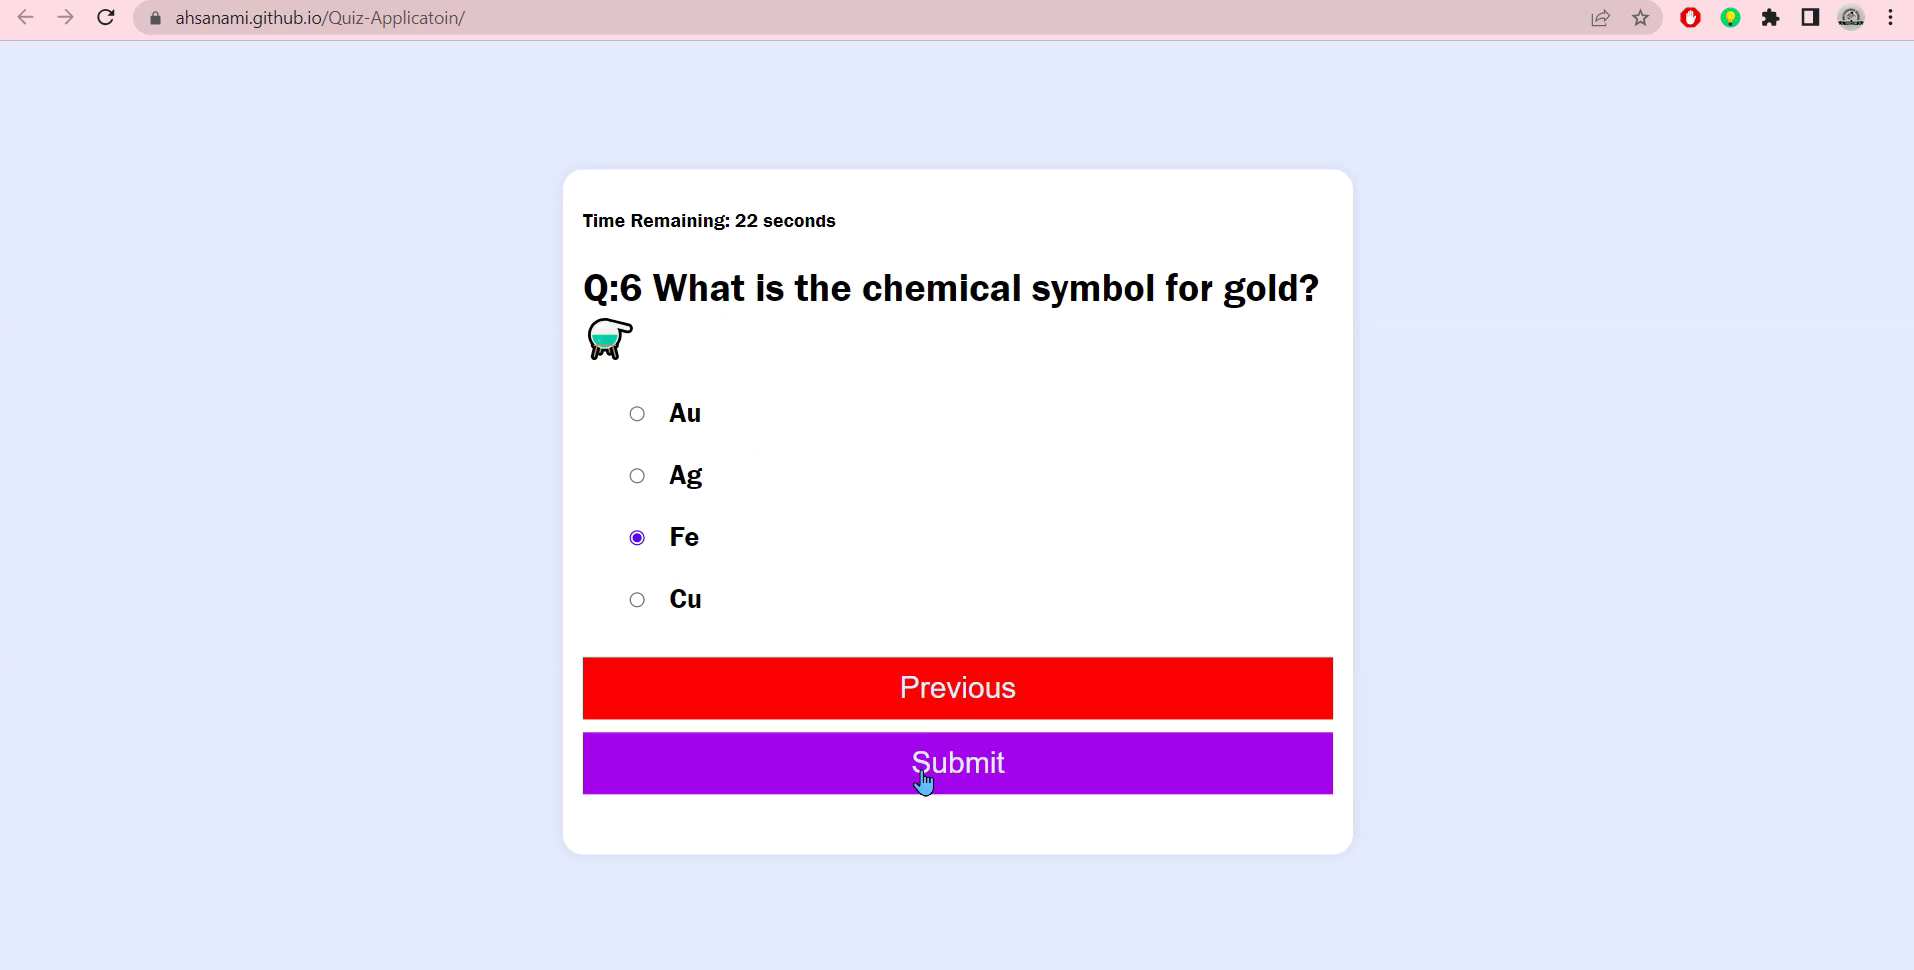 ahsanami.github.io/Quiz-Applicatoin/
Time Remaining: 22 seconds
Q:6 What is the chemical symbol for gold?
Au
Ag
Fe
Cu
Previous
Submit